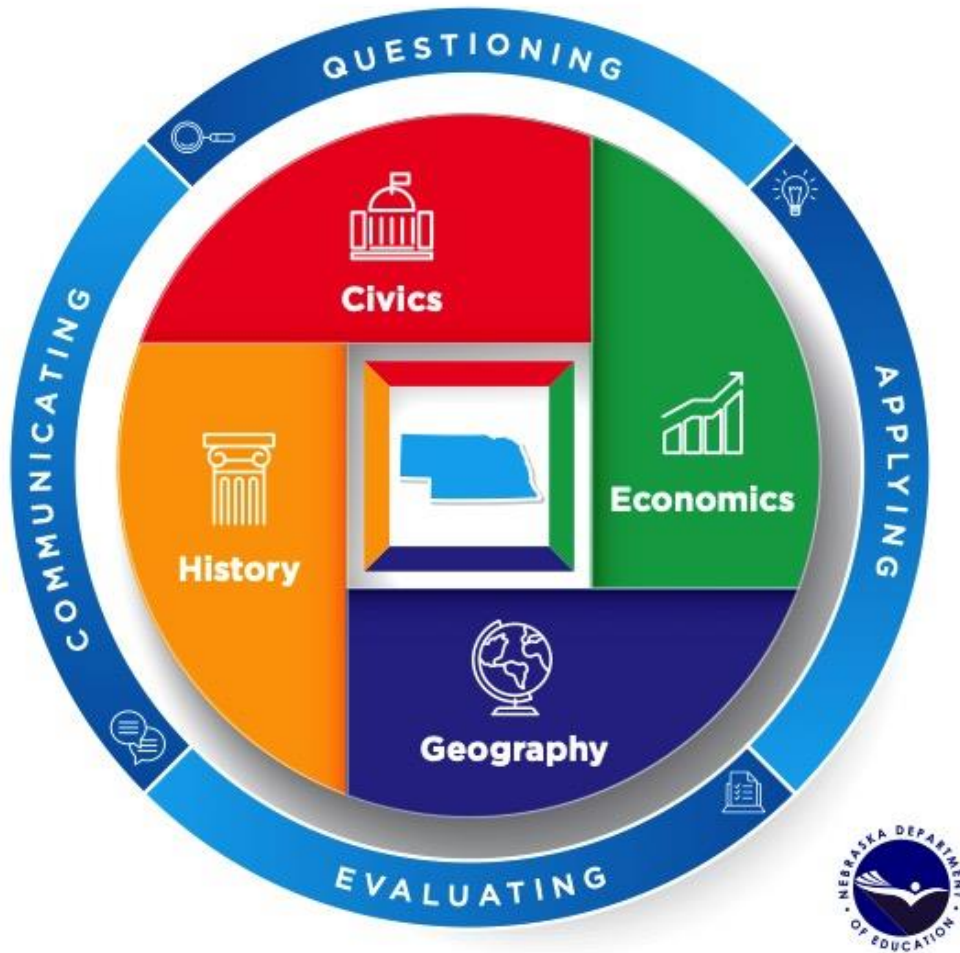 QUESTIONING
APPLYING
EVALUATING
COMMUNICATING
Civics
Economics
Geography
History
NEBRASKA DEPARTMENT
OF EDUCATION